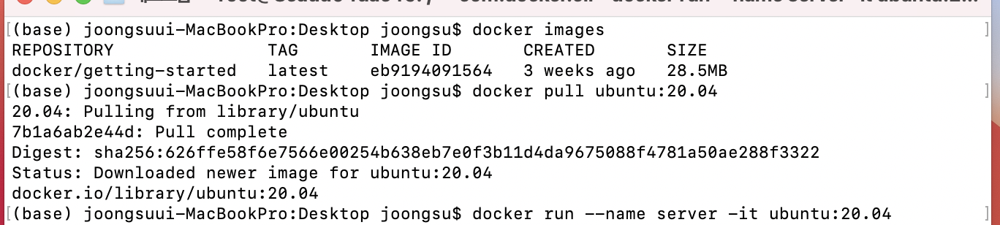 [(base) joongsuui-MacBookPro:Desktop joongsu$ docker images ]
REPOSITORY TAG IMAGE ID CREATED SIZE
docker/getting-started latest eb9194091564 3 weeks ago 28.5MB
[(base) joongsuui-MacBookPro:Desktop joongsu$ docker pull ubuntu:20.04 ]
20.04: Pulling from library/ubuntu
7b1a6ab2e44d: Pull complete
Digest: sha256:626ffe58f6e7566e00254b638eb7e0f3b11d4da9675088f4781a50ae288f3322
Status: Downloaded newer image for ubuntu:20.04
docker.io/library/ubuntu:20.04
[(base) joongsuui-MacBookPro:Desktop joongsu$ docker run --name server -it ubuntu:20.04 ]